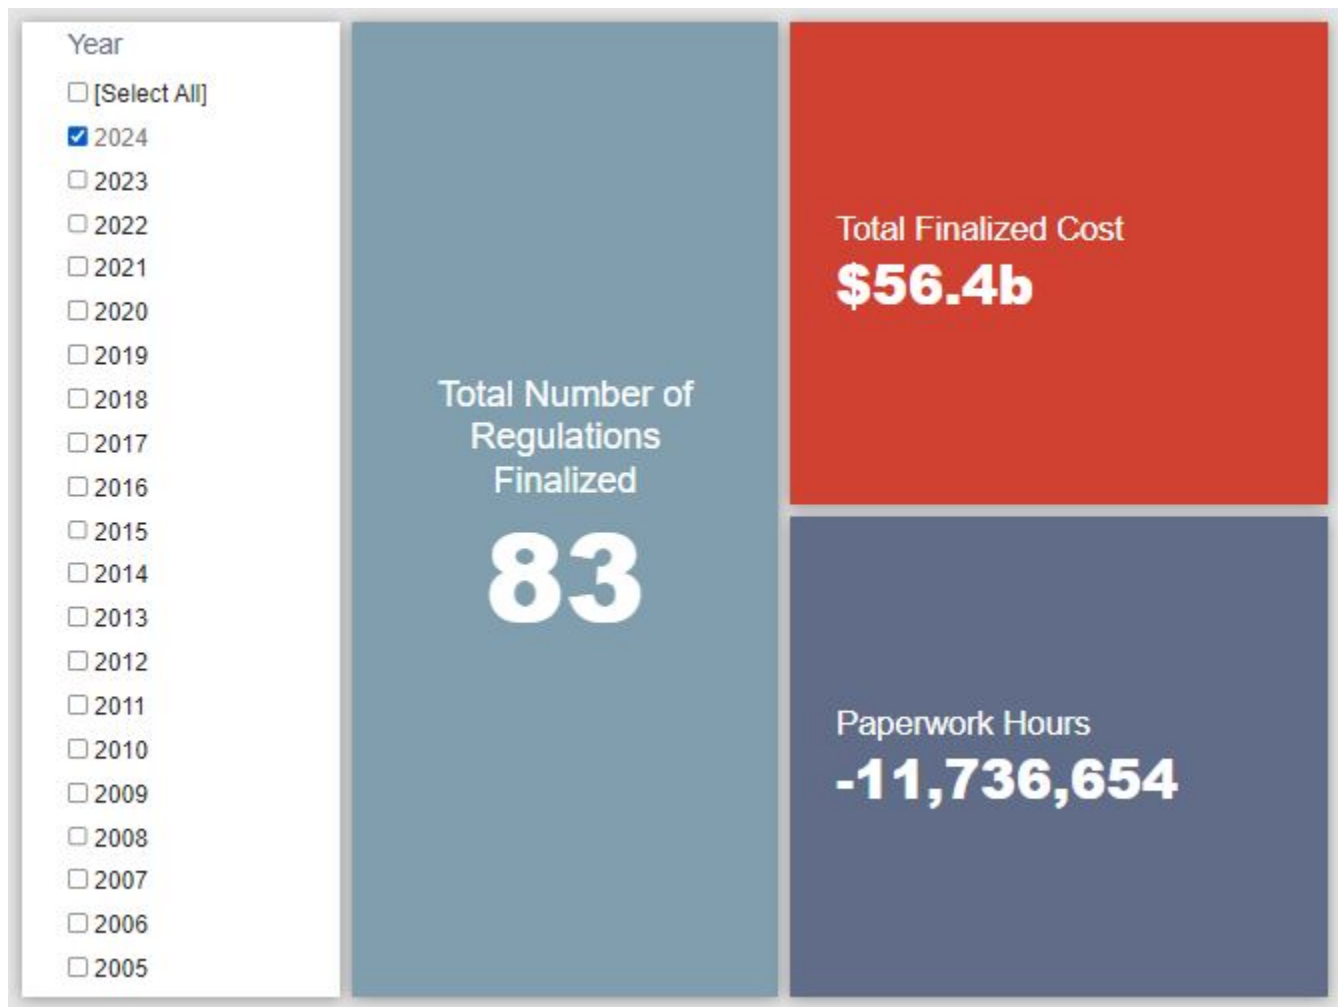 Year
[Select All]
2024
2023
2022
2021
2020
2019
2018
2017
2016
2015
2014
2013
2012
2011
2010
2009
2008
2007
2006
2005
Total Number of
Regulations
Finalized
83
Total Finalized Cost
$56.4b
Paperwork Hours
-11,736,654